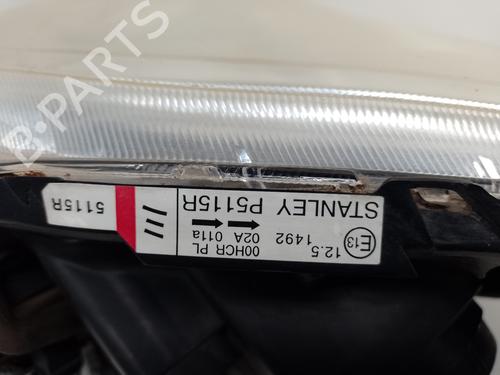 B-PARTS
STANLEY P5115R
02A 011a
00HCR PL
E13
1492
12.5
5115R